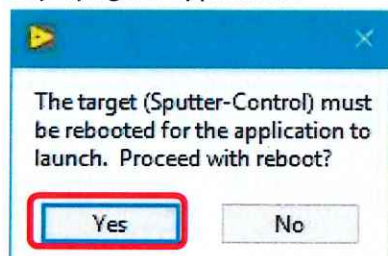 The target (Sputter-Control) must
be rebooted for the application to
launch. Proceed with reboot?
Yes
No